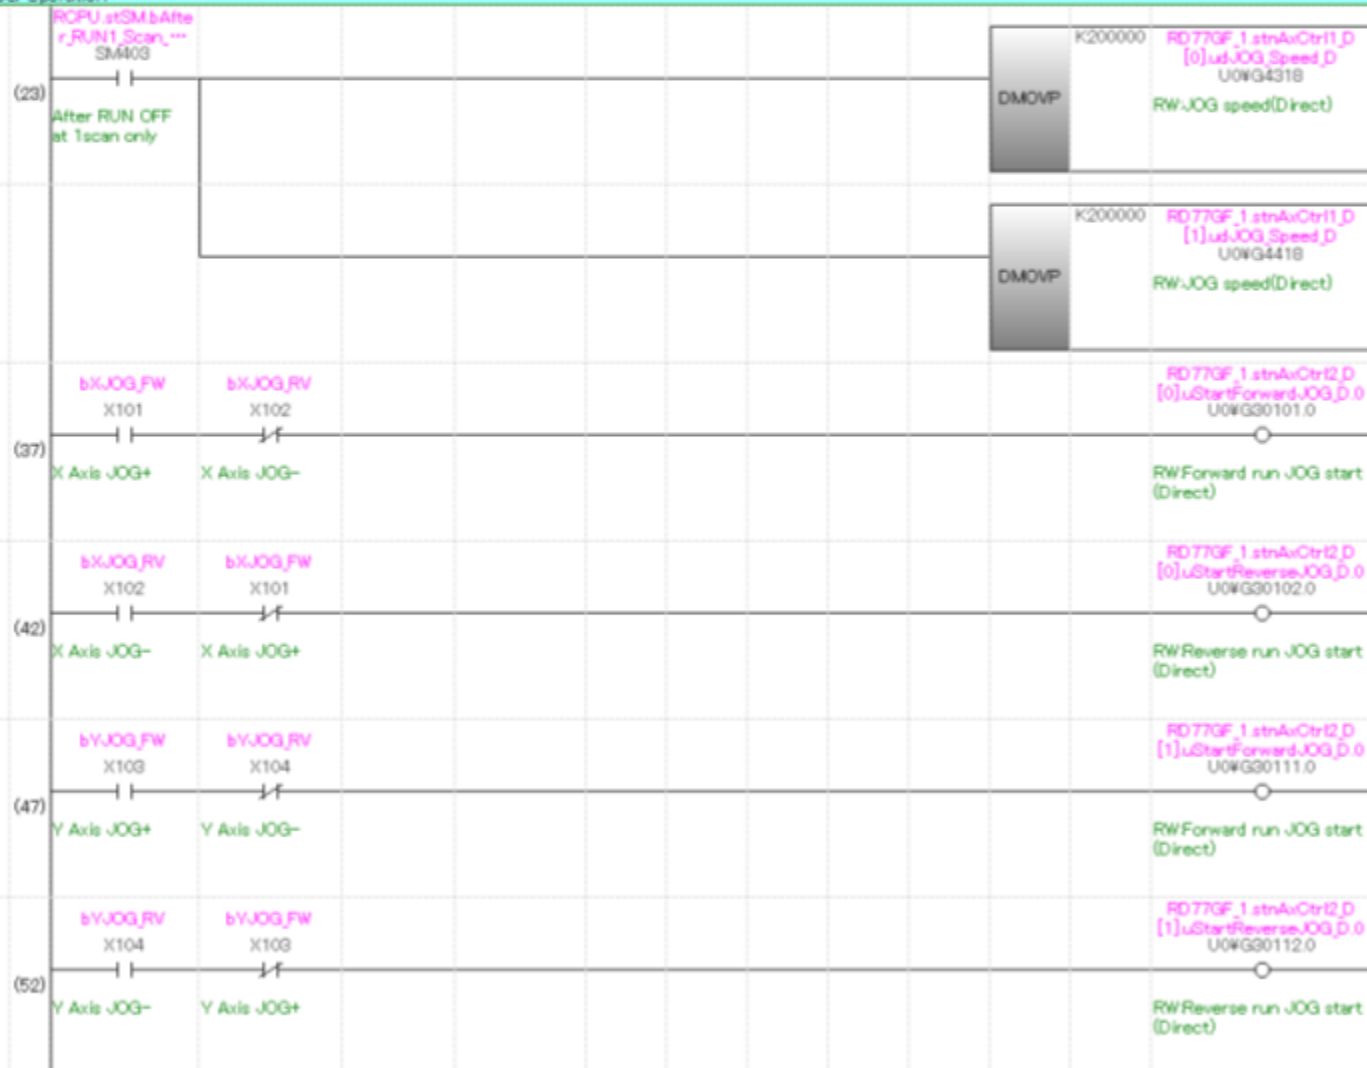 RCPU.stSM.bAfte
r_RUN1_Scan_…
SM403
(23)
After RUN OFF
at 1scan only
DMOVP
K200000
RD77GF_1.stnAxCtrl1_D
[0].udJOG_Speed_D
U0¥G4318
RW:JOG speed(Direct)
DMOVP
K200000
RD77GF_1.stnAxCtrl1_D
[1].udJOG_Speed_D
U0¥G4418
RW:JOG speed(Direct)
bXJOG_FW
X101
bXJOG_RV
X102
RD77GF_1.stnAxCtrl2_D
[0].uStartForwardJOG_D.0
U0¥G30101.0
(37)
X Axis JOG+
X Axis JOG-
RW:Forward run JOG start
(Direct)
bXJOG_RV
X102
bXJOG_FW
X101
RD77GF_1.stnAxCtrl2_D
[0].uStartReverseJOG_D.0
U0¥G30102.0
(42)
X Axis JOG-
X Axis JOG+
RW:Reverse run JOG start
(Direct)
bYJOG_FW
X103
bYJOG_RV
X104
RD77GF_1.stnAxCtrl2_D
[1].uStartForwardJOG_D.0
U0¥G30111.0
(47)
Y Axis JOG+
Y Axis JOG-
RW:Forward run JOG start
(Direct)
bYJOG_RV
X104
bYJOG_FW
X103
RD77GF_1.stnAxCtrl2_D
[1].uStartReverseJOG_D.0
U0¥G30112.0
(52)
Y Axis JOG-
Y Axis JOG+
RW:Reverse run JOG start
(Direct)